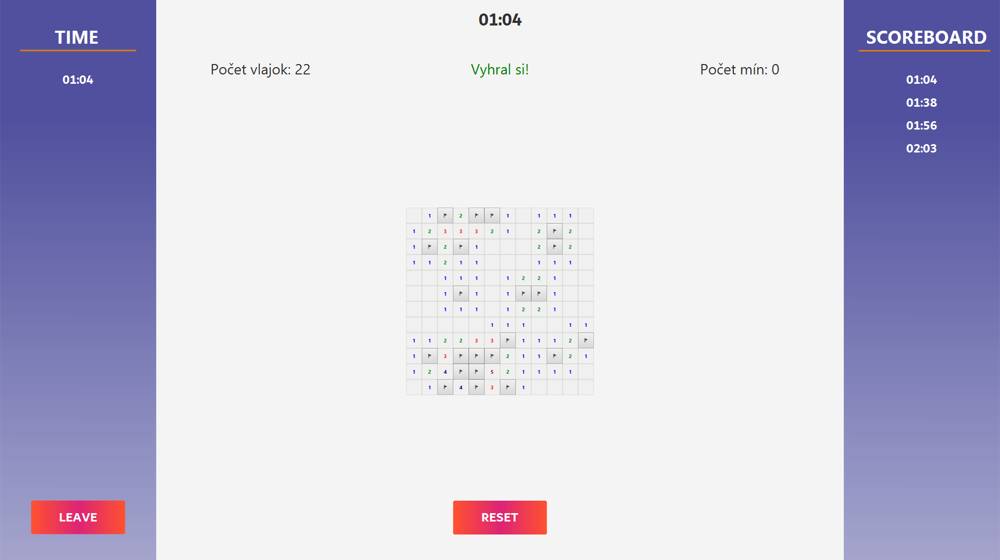 TIME
01:04
LEAVE
01:04
Počet vlajok: 22
Vyhral si!
Počet mín: 0
1 2 1 1 1 1
1 2 3 3 3 2 1 2 2
1 2 1 2 2
1 1 2 1 1 1 1 1
1 1 1 1 2 2 1
1 1 1 1
1 1 1 1 2 2 1
1 1 1 1 1
1 1 2 2 3 3 1 1 1 2
1 3 2 1 1 2 1
1 2 4 5 2 1 1 1 1
1 4 3 1
RESET
SCOREBOARD
01:04
01:38
01:56
02:03